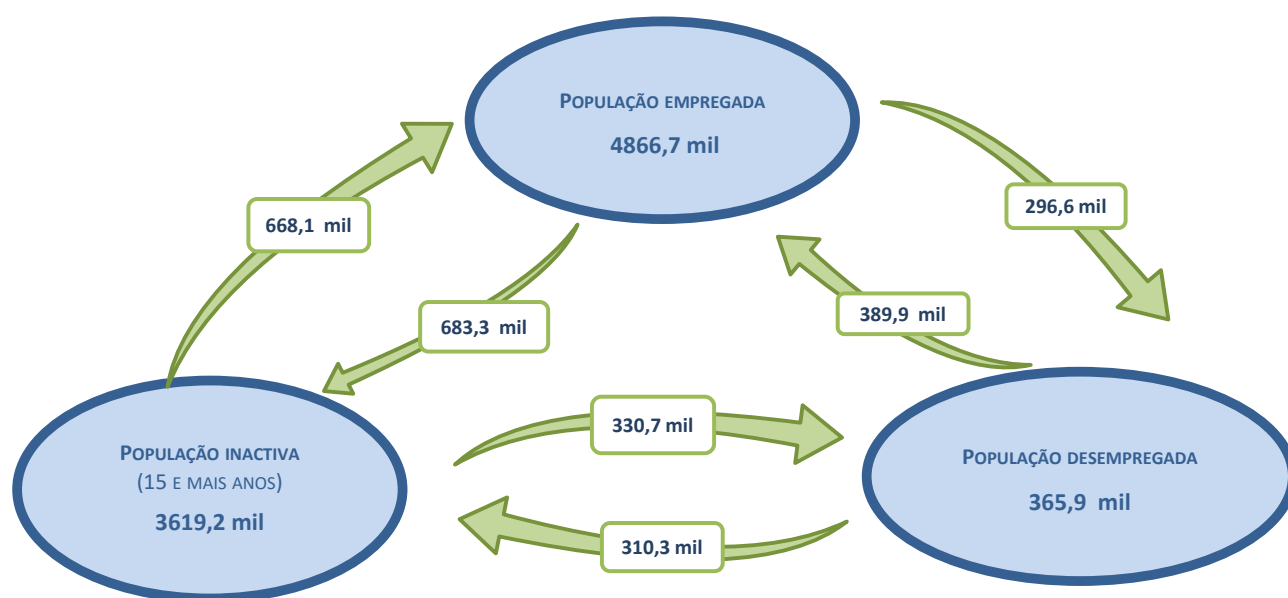 POPULAÇÃO EMPREGADA
4866,7 mil
668,1 mil
296,6 mil
683,3 mil
389,9 mil
POPULAÇÃO INACTIVA
(15 E MAIS ANOS)
3619,2 mil
330,7 mil
310,3 mil
POPULAÇÃO DESEMPREGADA
365,9 mil